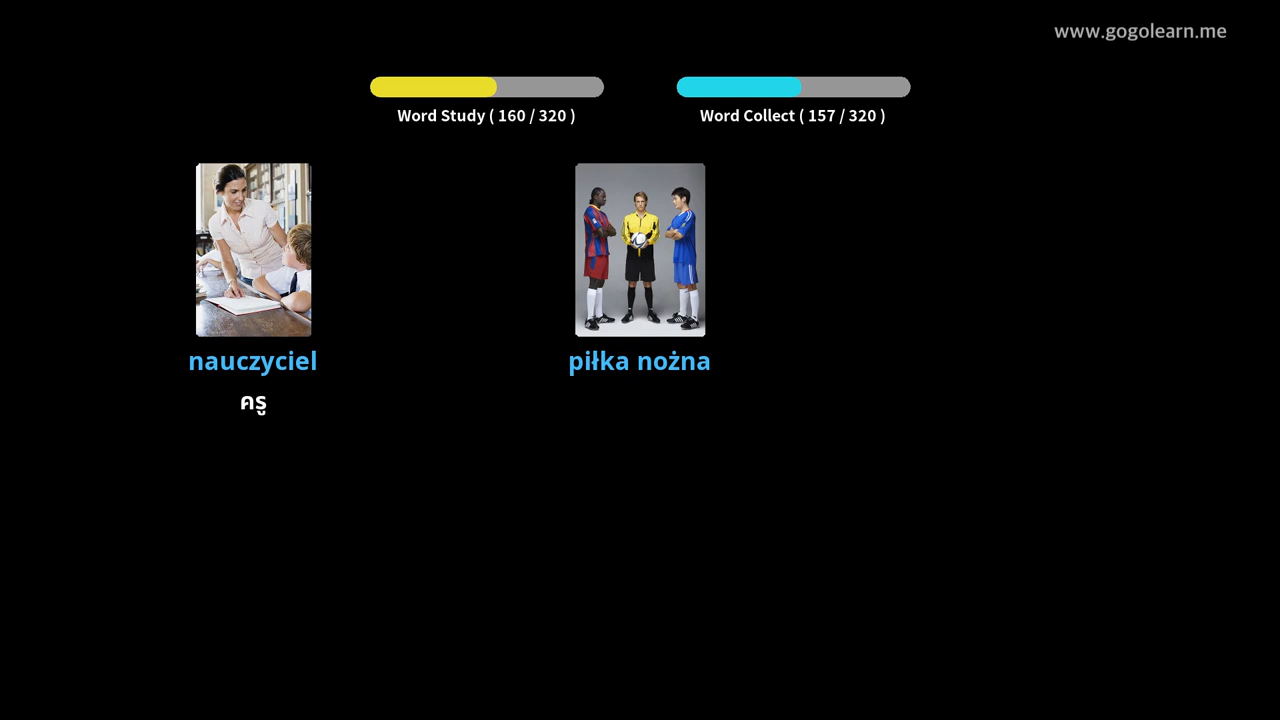 www.gogolearn.me
Word Study ( 160 / 320 )
Word Collect ( 157 / 320 )
nauczyciel
piłka nożna
ครู